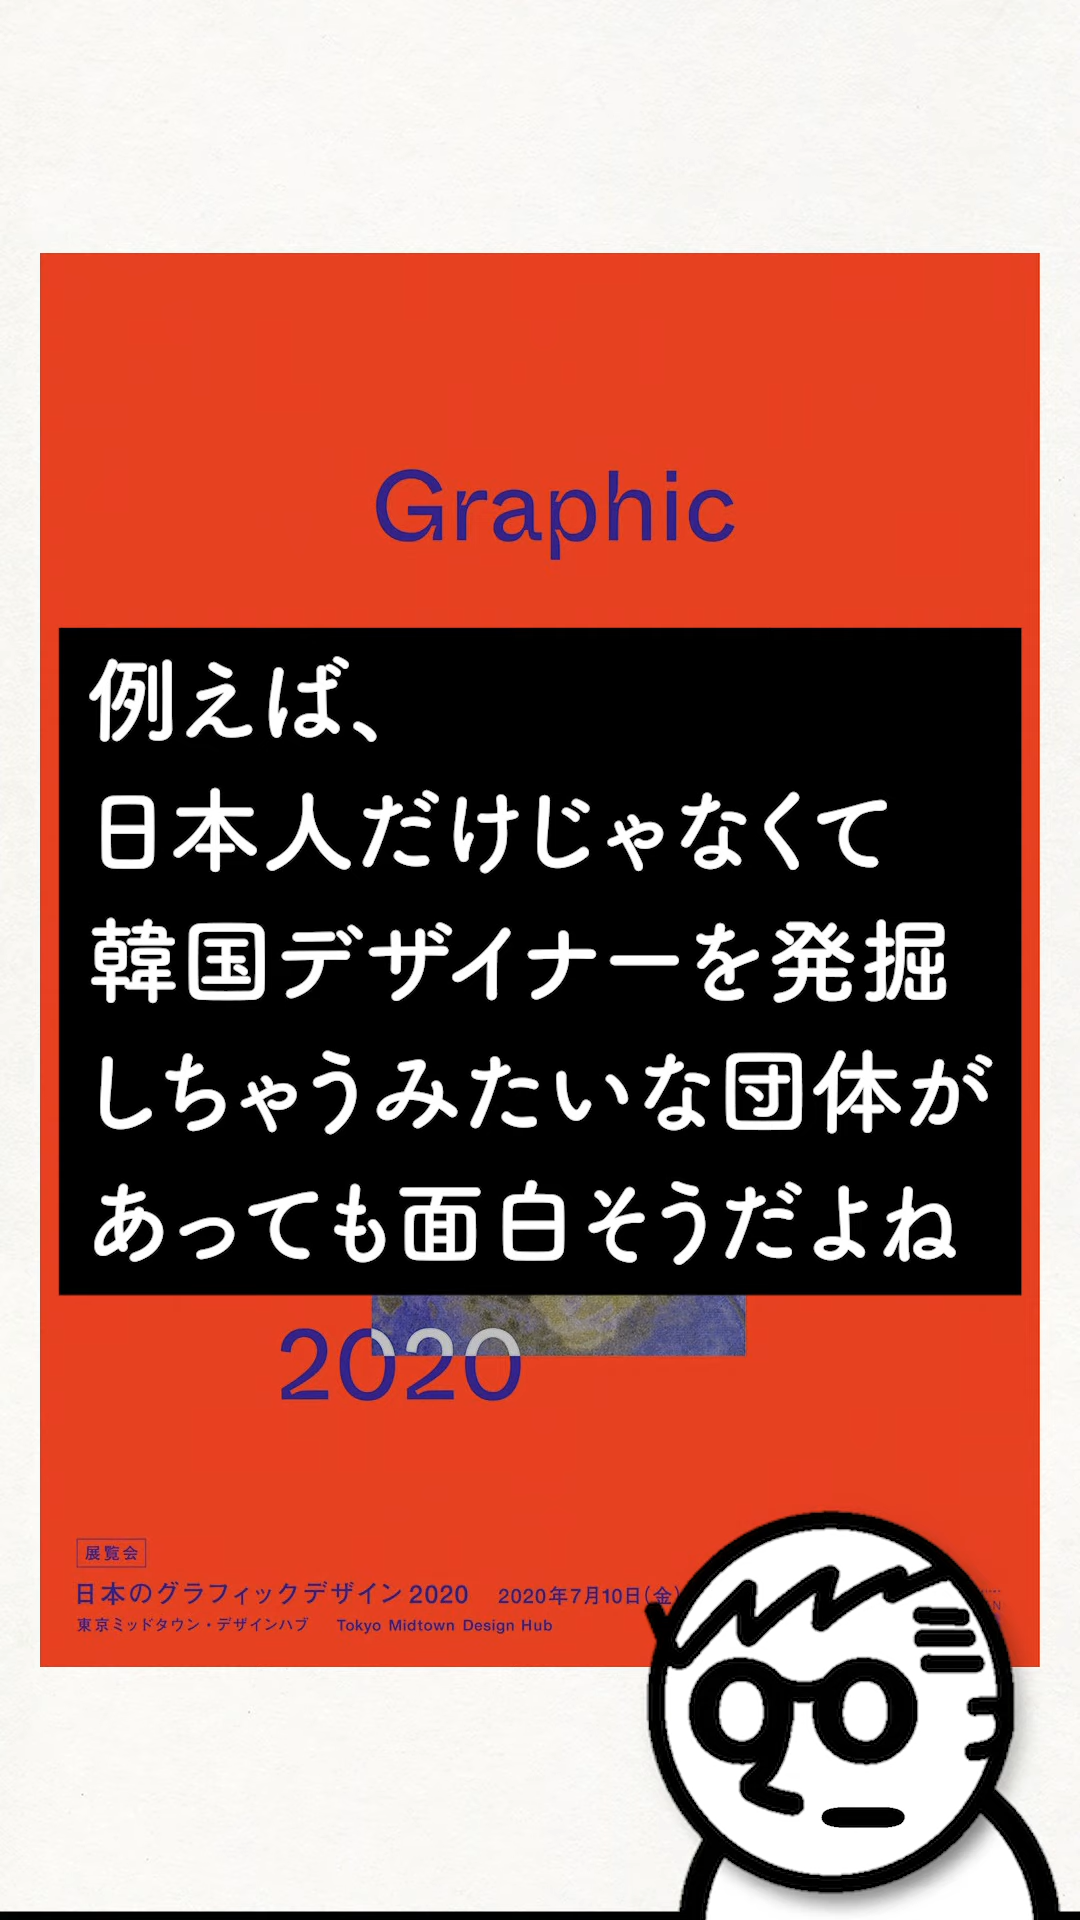 Graphic
例えば、
日本人だけじゃなくて
韓国デザイナーを発掘
しちゃうみたいな団体が
あっても面白そうだよね
2020
展覧会
日本のグラフィックデザイン2020 2020年7月10日(金)
東京ミッドタウン・デザインハブ Tokyo Midtown Design Hub